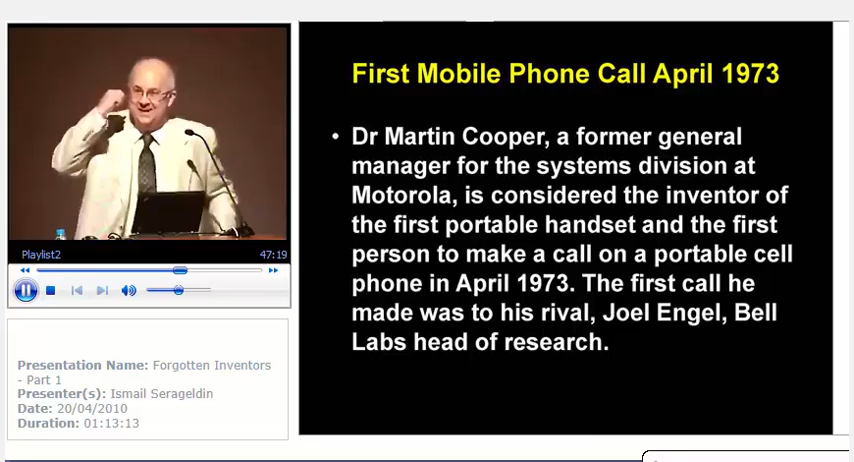 First Mobile Phone Call April 1973
• Dr Martin Cooper, a former general
manager for the systems division at
Motorola, is considered the inventor of
the first portable handset and the first
person to make a call on a portable cell
phone in April 1973. The first call he
made was to his rival, Joel Engel, Bell
Labs head of research.
Playlist2 47:19
Presentation Name: Forgotten Inventors
- Part 1
Presenter(s): Ismail Serageldin
Date: 20/04/2010
Duration: 01:13:13